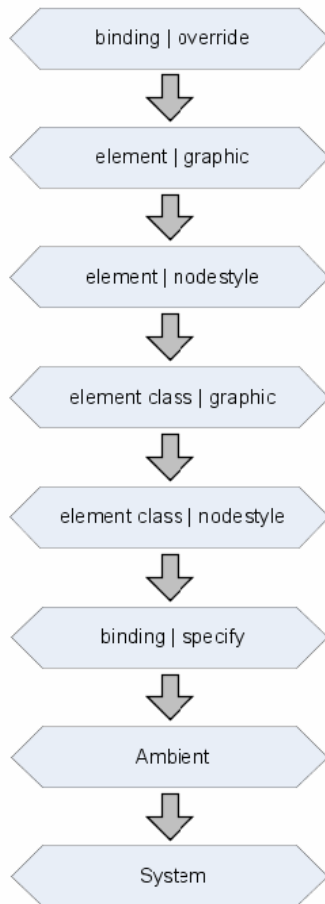 binding | override
element | graphic
element | nodestyle
element class | graphic
element class | nodestyle
binding | specify
Ambient
System